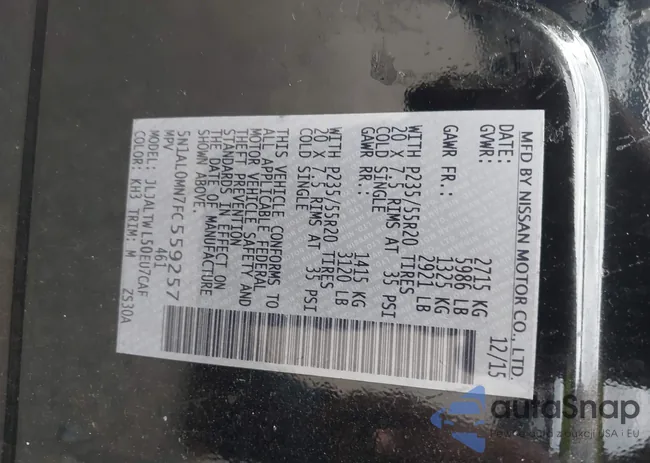 MFD BY NISSAN MOTOR CO., LTD.
DATE: 12/15
GVWR: 2715 KG
5986 LB
GAWR FR.: 1325 KG
2921 LB
WITH P235/55R20 TIRES
20 X 7.5 RIMS AT 35 PSI
COLD SINGLE
GAWR RR.: 1415 KG
3120 LB
WITH P235/55R20 TIRES
20 X 7.5 RIMS AT 35 PSI
COLD SINGLE
THIS VEHICLE CONFORMS TO
ALL APPLICABLE FEDERAL
MOTOR VEHICLE SAFETY AND
THEFT PREVENTION
STANDARDS IN EFFECT ON
THE DATE OF MANUFACTURE
SHOWN ABOVE.
5N1AL0MN7FC559257
MPV 461
MODEL: 1LJALTWL50EU7CAF
COLOR: KH3 TRIM: M ZS30A
autaSnap